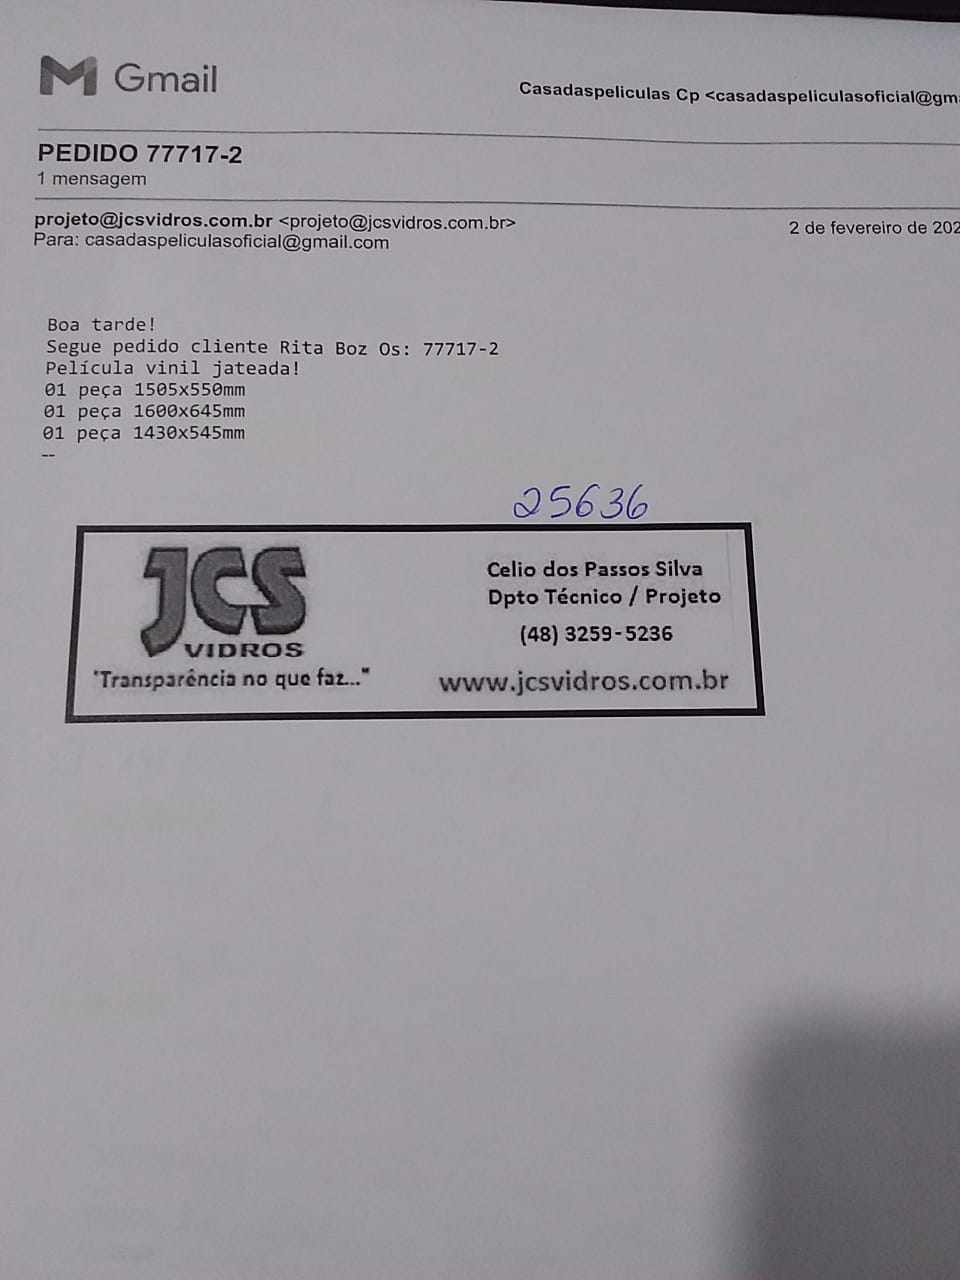 Gmail
Casadaspeliculas Cp <casadaspeliculasoficial@gm
PEDIDO 77717-2
1 mensagem
projeto@jcsvidros.com.br <projeto@jcsvidros.com.br>
2 de fevereiro de 202
Para: casadaspeliculasoficial@gmail.com
Boa tarde!
Segue pedido cliente Rita Boz Os: 77717-2
Película vinil jateada!
01 peça 1505x550mm
01 peça 1600x645mm
01 peça 1430x545mm
--
25636
JCS
VIDROS
"Transparência no que faz..."
Celio dos Passos Silva
Dpto Técnico / Projeto
(48) 3259-5236
www.jcsvidros.com.br